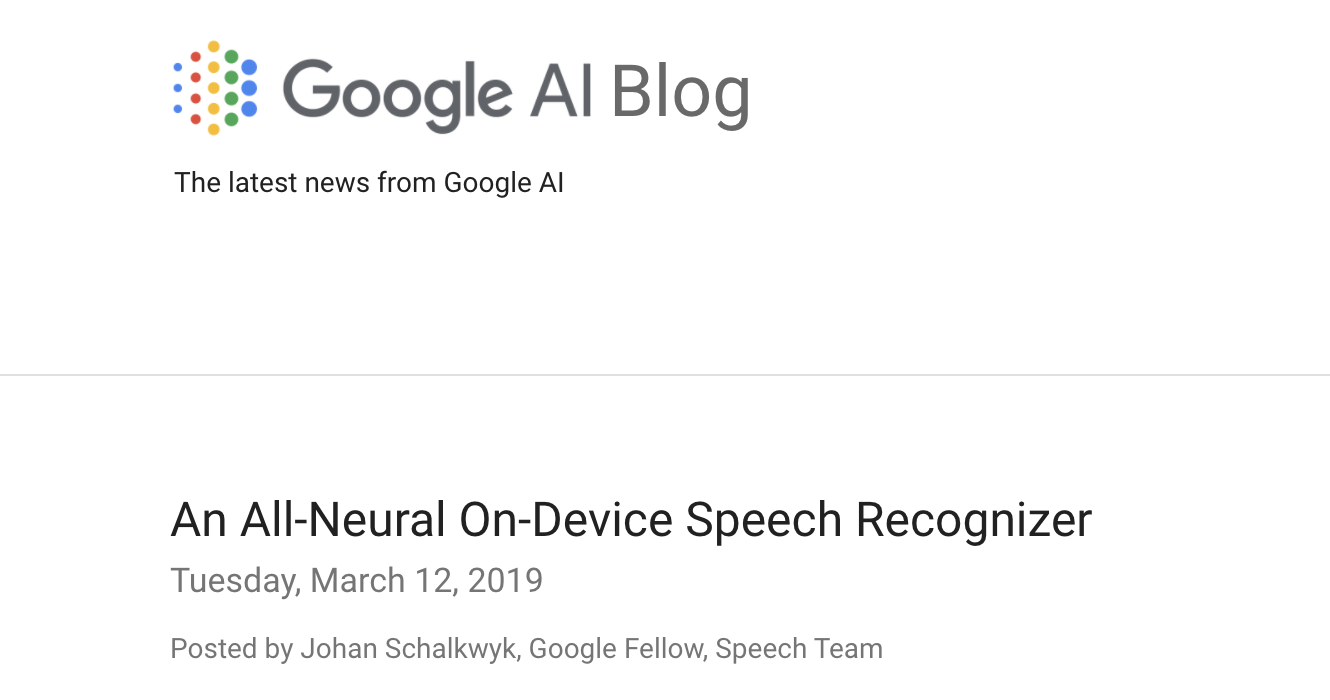 Google AI Blog
The latest news from Google AI
An All-Neural On-Device Speech Recognizer
Tuesday, March 12, 2019
Posted by Johan Schalkwyk, Google Fellow, Speech Team